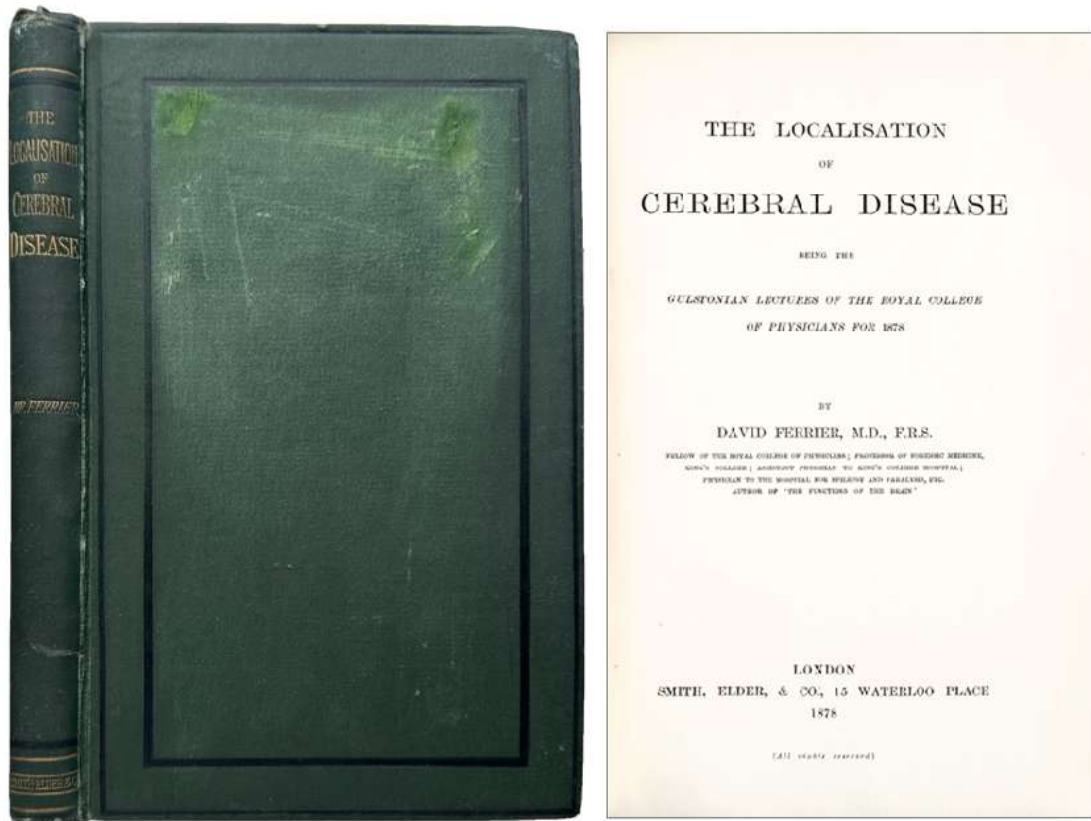 THE
LOCALISATION
OF
CEREBRAL
DISEASE
DR. FERRIER
SMITH, ELDER & Co.
THE LOCALISATION
OF
CEREBRAL DISEASE
BEING THE
GULSTONIAN LECTURES OF THE ROYAL COLLEGE
OF PHYSICIANS FOR 1878
BY
DAVID FERRIER, M.D., F.R.S.
FELLOW OF THE ROYAL COLLEGE OF PHYSICIANS; PROFESSOR OF FORENSIC MEDICINE,
KING'S COLLEGE; ASSISTANT PHYSICIAN TO KING'S COLLEGE HOSPITAL;
PHYSICIAN TO THE HOSPITAL FOR EPILEPSY AND PARALYSIS, ETC.
AUTHOR OF 'THE FUNCTIONS OF THE BRAIN'
LONDON
SMITH, ELDER, & CO., 15 WATERLOO PLACE
1878
(All rights reserved)